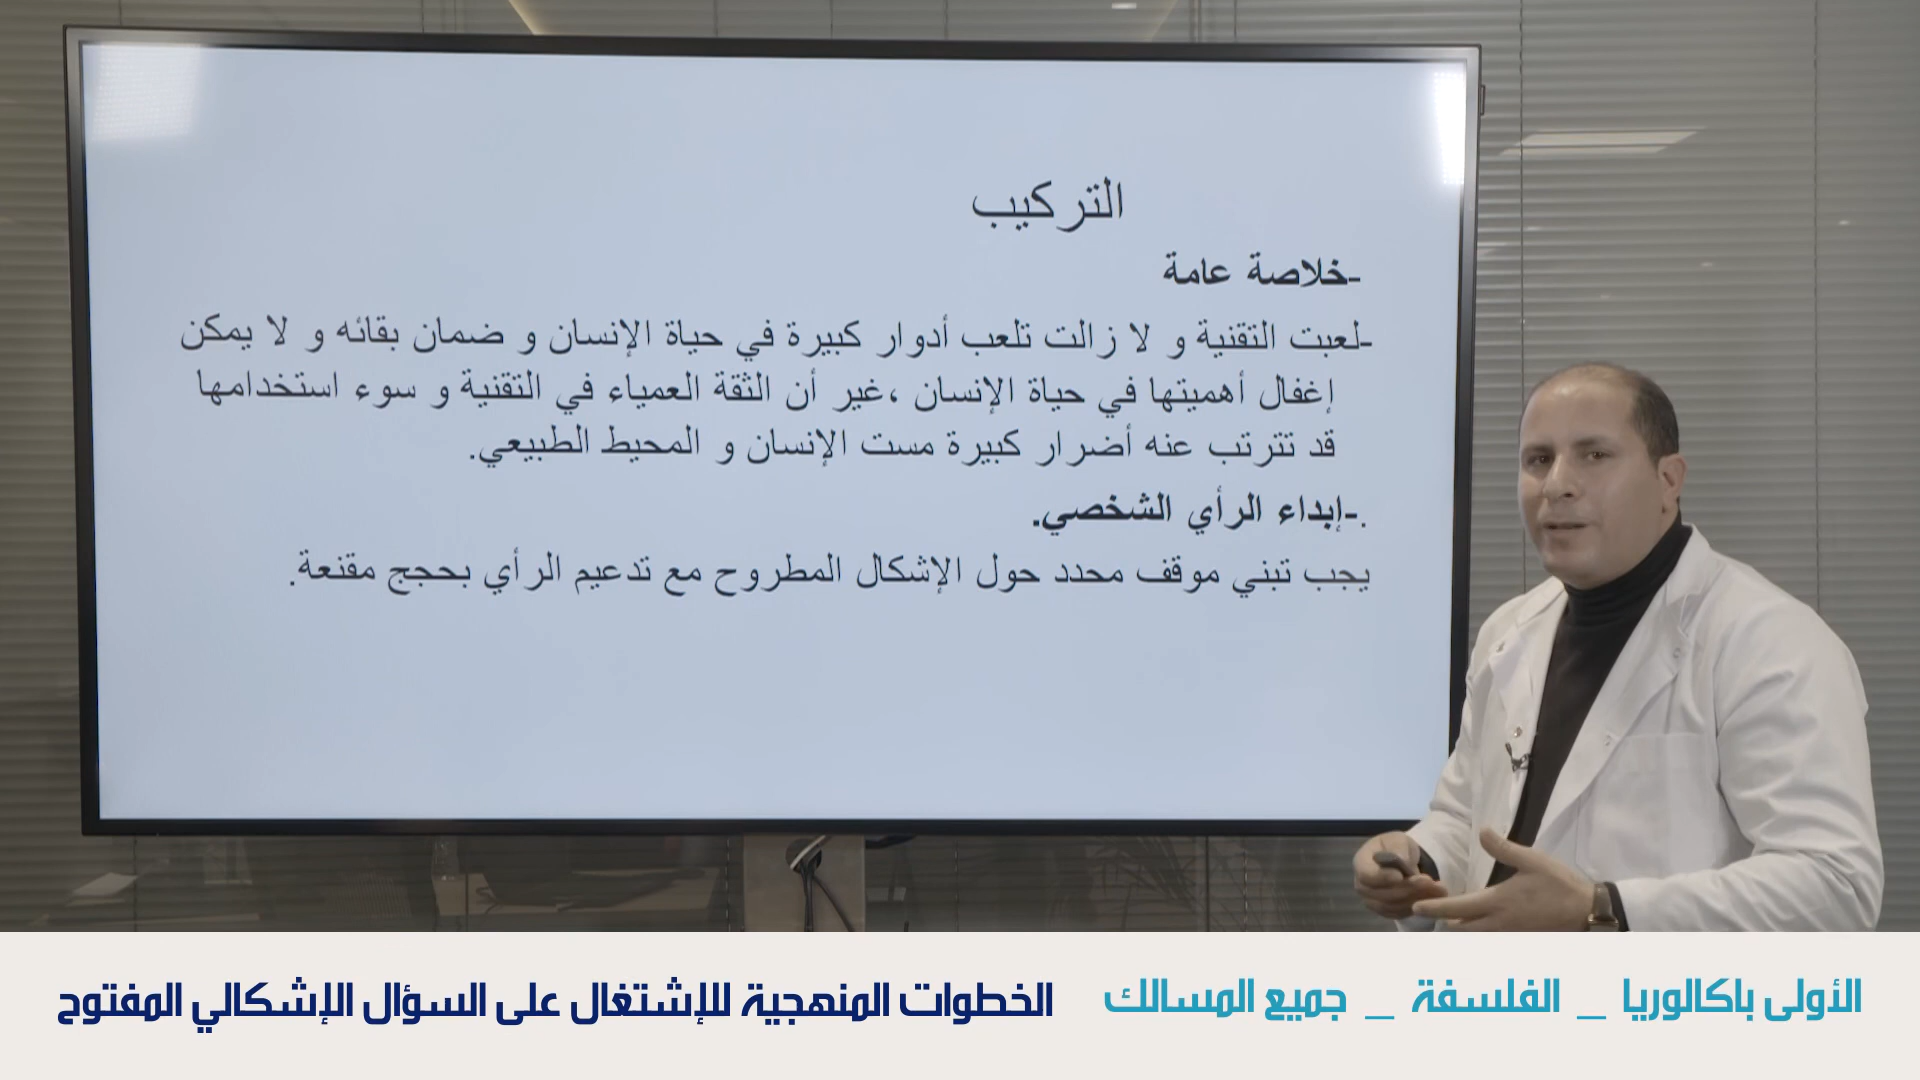 التركيب
-خلاصة عامة
-لعبت التقنية و لا زالت تلعب أدوار كبيرة في حياة الإنسان و ضمان بقائه و لا يمكن
إغفال أهميتها في حياة الإنسان ،غير أن الثقة العمياء في التقنية و سوء استخدامها
قد تترتب عنه أضرار كبيرة مست الإنسان و المحيط الطبيعي.
.-إبداء الرأي الشخصي.
يجب تبني موقف محدد حول الإشكال المطروح مع تدعيم الرأي بحجج مقنعة.
الأولى باكالوريا _ الفلسفة _ جميع المسالك
الخطوات المنهجية للإشتغال على السؤال الإشكالي المفتوح